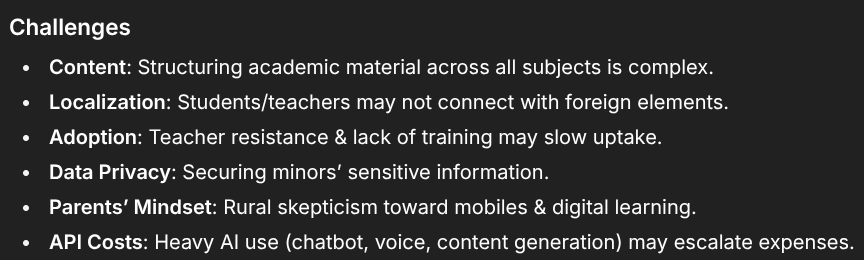 Challenges
• Content: Structuring academic material across all subjects is complex.
• Localization: Students/teachers may not connect with foreign elements.
• Adoption: Teacher resistance & lack of training may slow uptake.
• Data Privacy: Securing minors’ sensitive information.
• Parents’ Mindset: Rural skepticism toward mobiles & digital learning.
• API Costs: Heavy AI use (chatbot, voice, content generation) may escalate expenses.